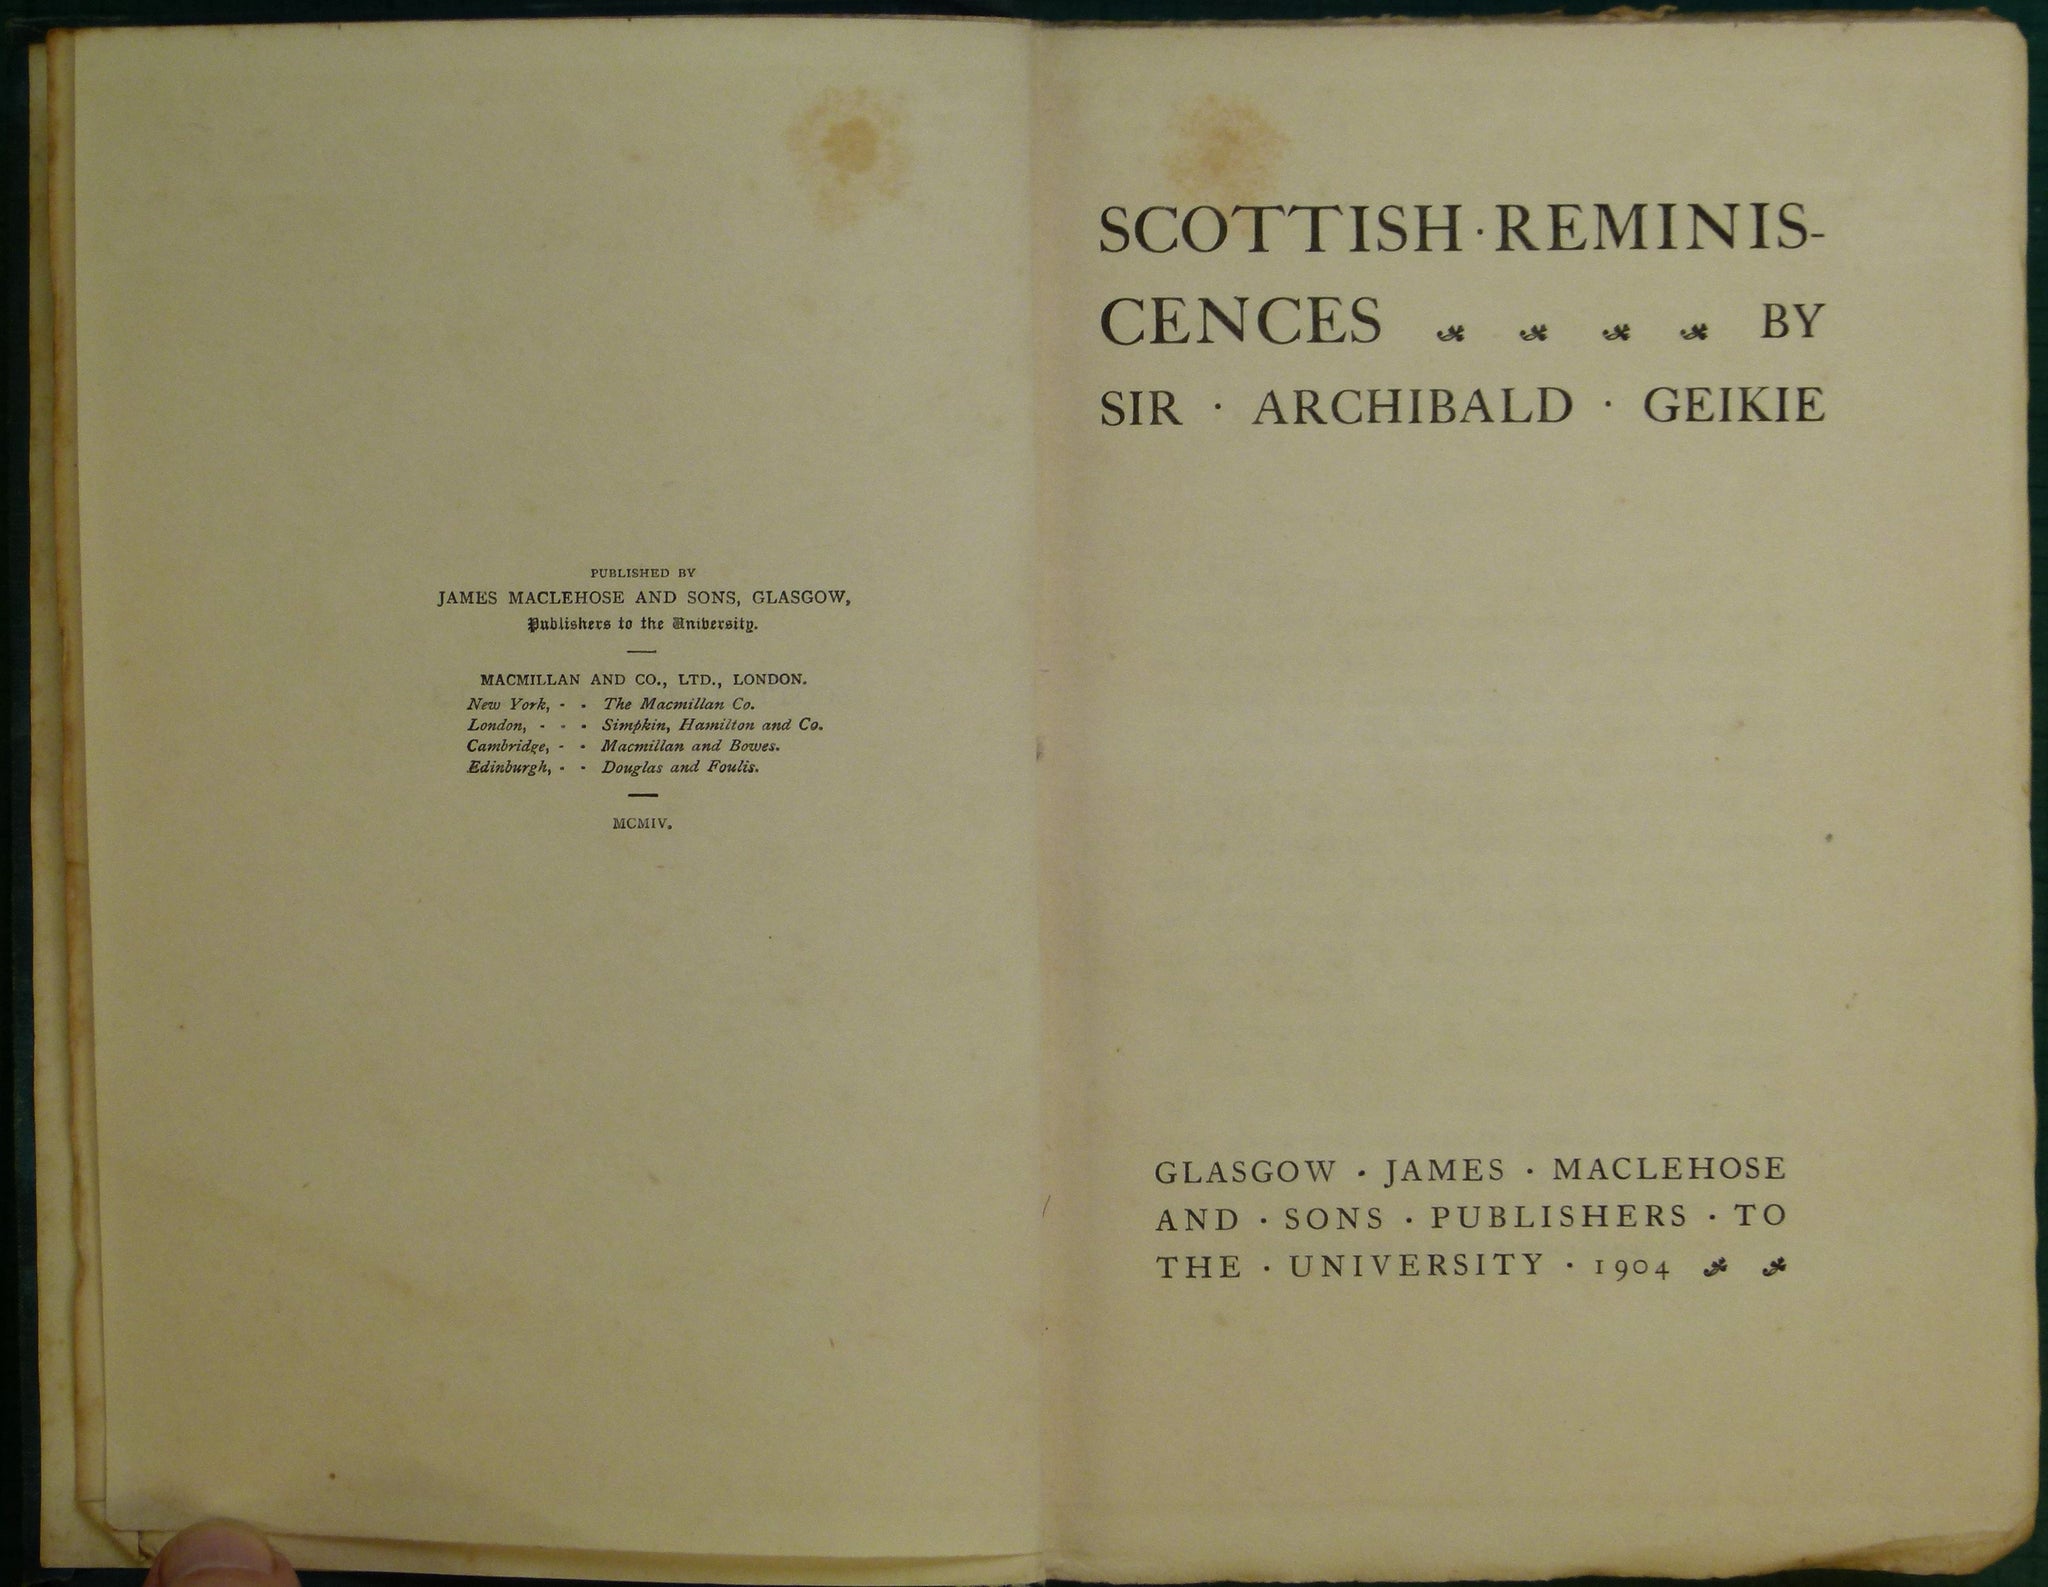 PUBLISHED BY
JAMES MACLEHOSE AND SONS, GLASGOW,
Publishers to the University.
MACMILLAN AND CO., LTD., LONDON.
New York, - - The Macmillan Co.
London, - - - Simpkin, Hamilton and Co.
Cambridge, - - Macmillan and Bowes.
Edinburgh, - - Douglas and Foulis.
MCMIV.
SCOTTISH · REMINIS-
CENCES BY
SIR · ARCHIBALD · GEIKIE
GLASGOW · JAMES · MACLEHOSE
AND · SONS · PUBLISHERS · TO
THE · UNIVERSITY · 1904